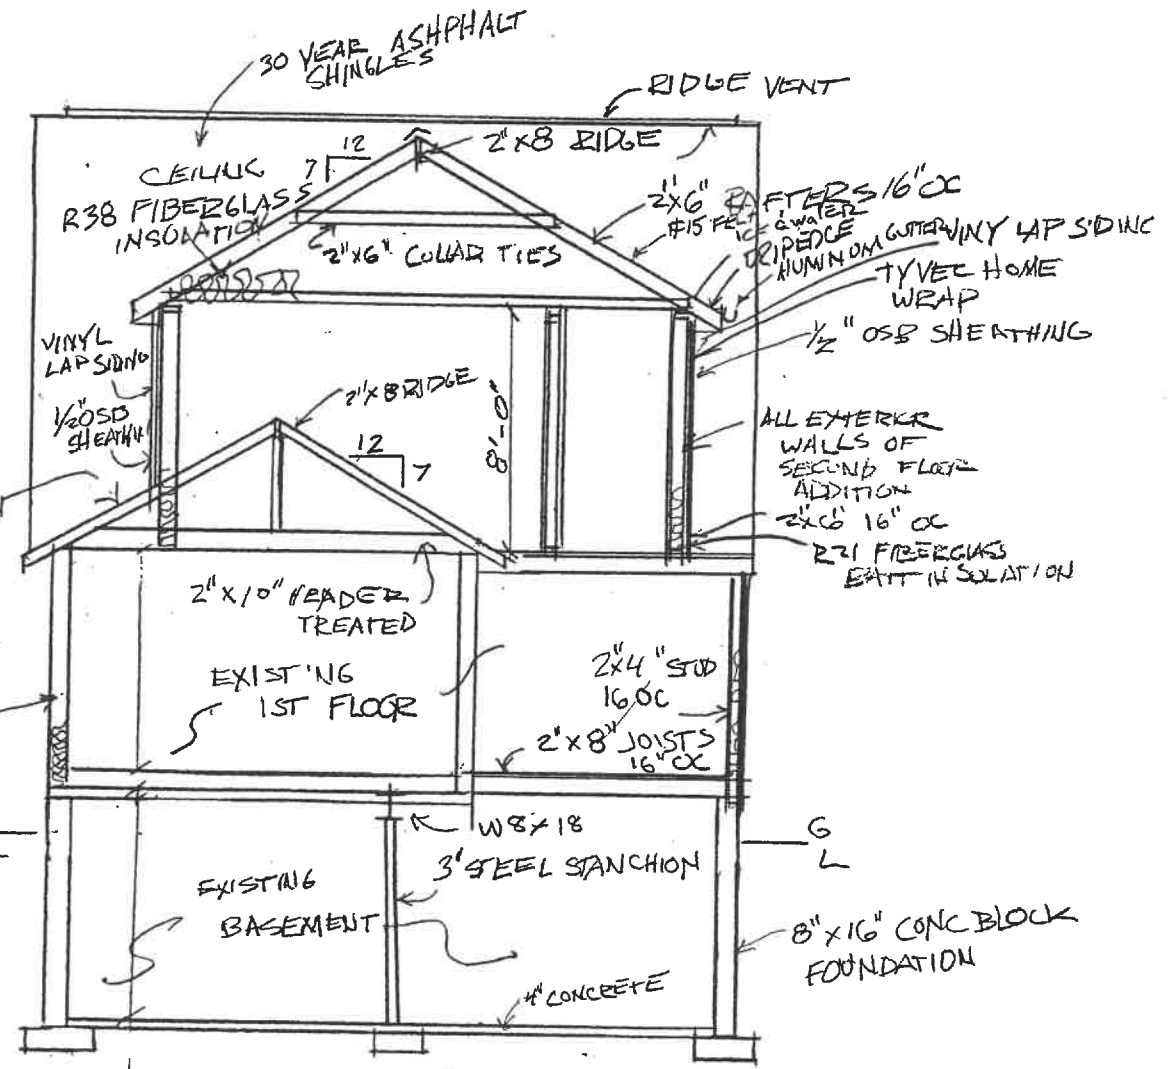 30 YEAR ASHPHALT
SHINGLES
RIDGE VENT
12
7
2"x8 RIDGE
CEILING
R38 FIBERGLASS
INSULATION
2"x6" RAFTERS 16" OC
#15 FELT
ICE & WATER
DRIPEDGE
ALUMINUM GUTTER
VINY LAP SIDING
2"x6" COLLAR TIES
TYVEC HOME
WRAP
1/2" OSB SHEATHING
VINYL
LAP SIDING
1/2 OSB
SHEATHN
2"x8 RIDGE
12
7
8'-0"
ALL EXTERIOR
WALLS OF
SECOND FLOOR
ADDITION
2"x6" 16" OC
R21 FIBERGLASS
BATT INSULATION
2"x10" HEADER
TREATED
EXISTING
1ST FLOOR
2"x4" STUD
16 OC
2"x8" JOISTS
16" OC
W8x18
3" STEEL STANCHION
G
L
EXISTING
BASEMENT
8"x16" CONC BLOCK
FOUNDATION
4" CONCRETE